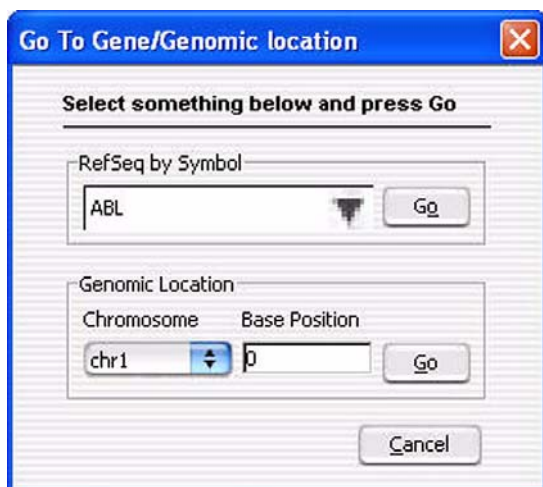 Go To Gene/Genomic location
Select something below and press Go
RefSeq by Symbol
ABL
Go
Genomic Location
Chromosome Base Position
chr1 0 Go
Cancel